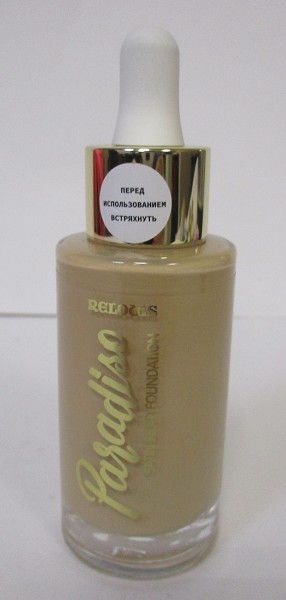 ПЕРЕД
ИСПОЛЬЗОВАНИЕМ
ВСТРЯХНУТЬ
RELOUIS
Paradiso
FOUNDATION